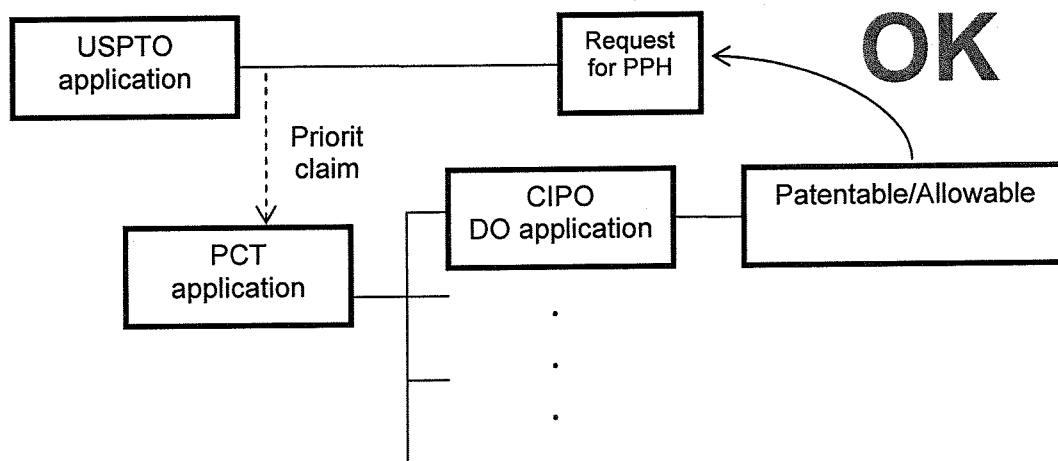 USPTO
application
Request
for PPH
OK
Priorit
claim
CIPO
DO application
Patentable/Allowable
PCT
application